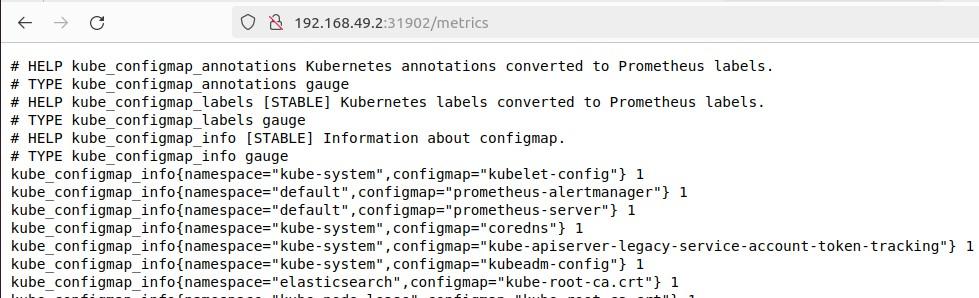 192.168.49.2:31902/metrics
# HELP kube_configmap_annotations Kubernetes annotations converted to Prometheus labels.
# TYPE kube_configmap_annotations gauge
# HELP kube_configmap_labels [STABLE] Kubernetes labels converted to Prometheus labels.
# TYPE kube_configmap_labels gauge
# HELP kube_configmap_info [STABLE] Information about configmap.
# TYPE kube_configmap_info gauge
kube_configmap_info{namespace="kube-system",configmap="kubelet-config"} 1
kube_configmap_info{namespace="default",configmap="prometheus-alertmanager"} 1
kube_configmap_info{namespace="default",configmap="prometheus-server"} 1
kube_configmap_info{namespace="kube-system",configmap="coredns"} 1
kube_configmap_info{namespace="kube-system",configmap="kube-apiserver-legacy-service-account-token-tracking"} 1
kube_configmap_info{namespace="kube-system",configmap="kubeadm-config"} 1
kube_configmap_info{namespace="elasticsearch",configmap="kube-root-ca.crt"} 1